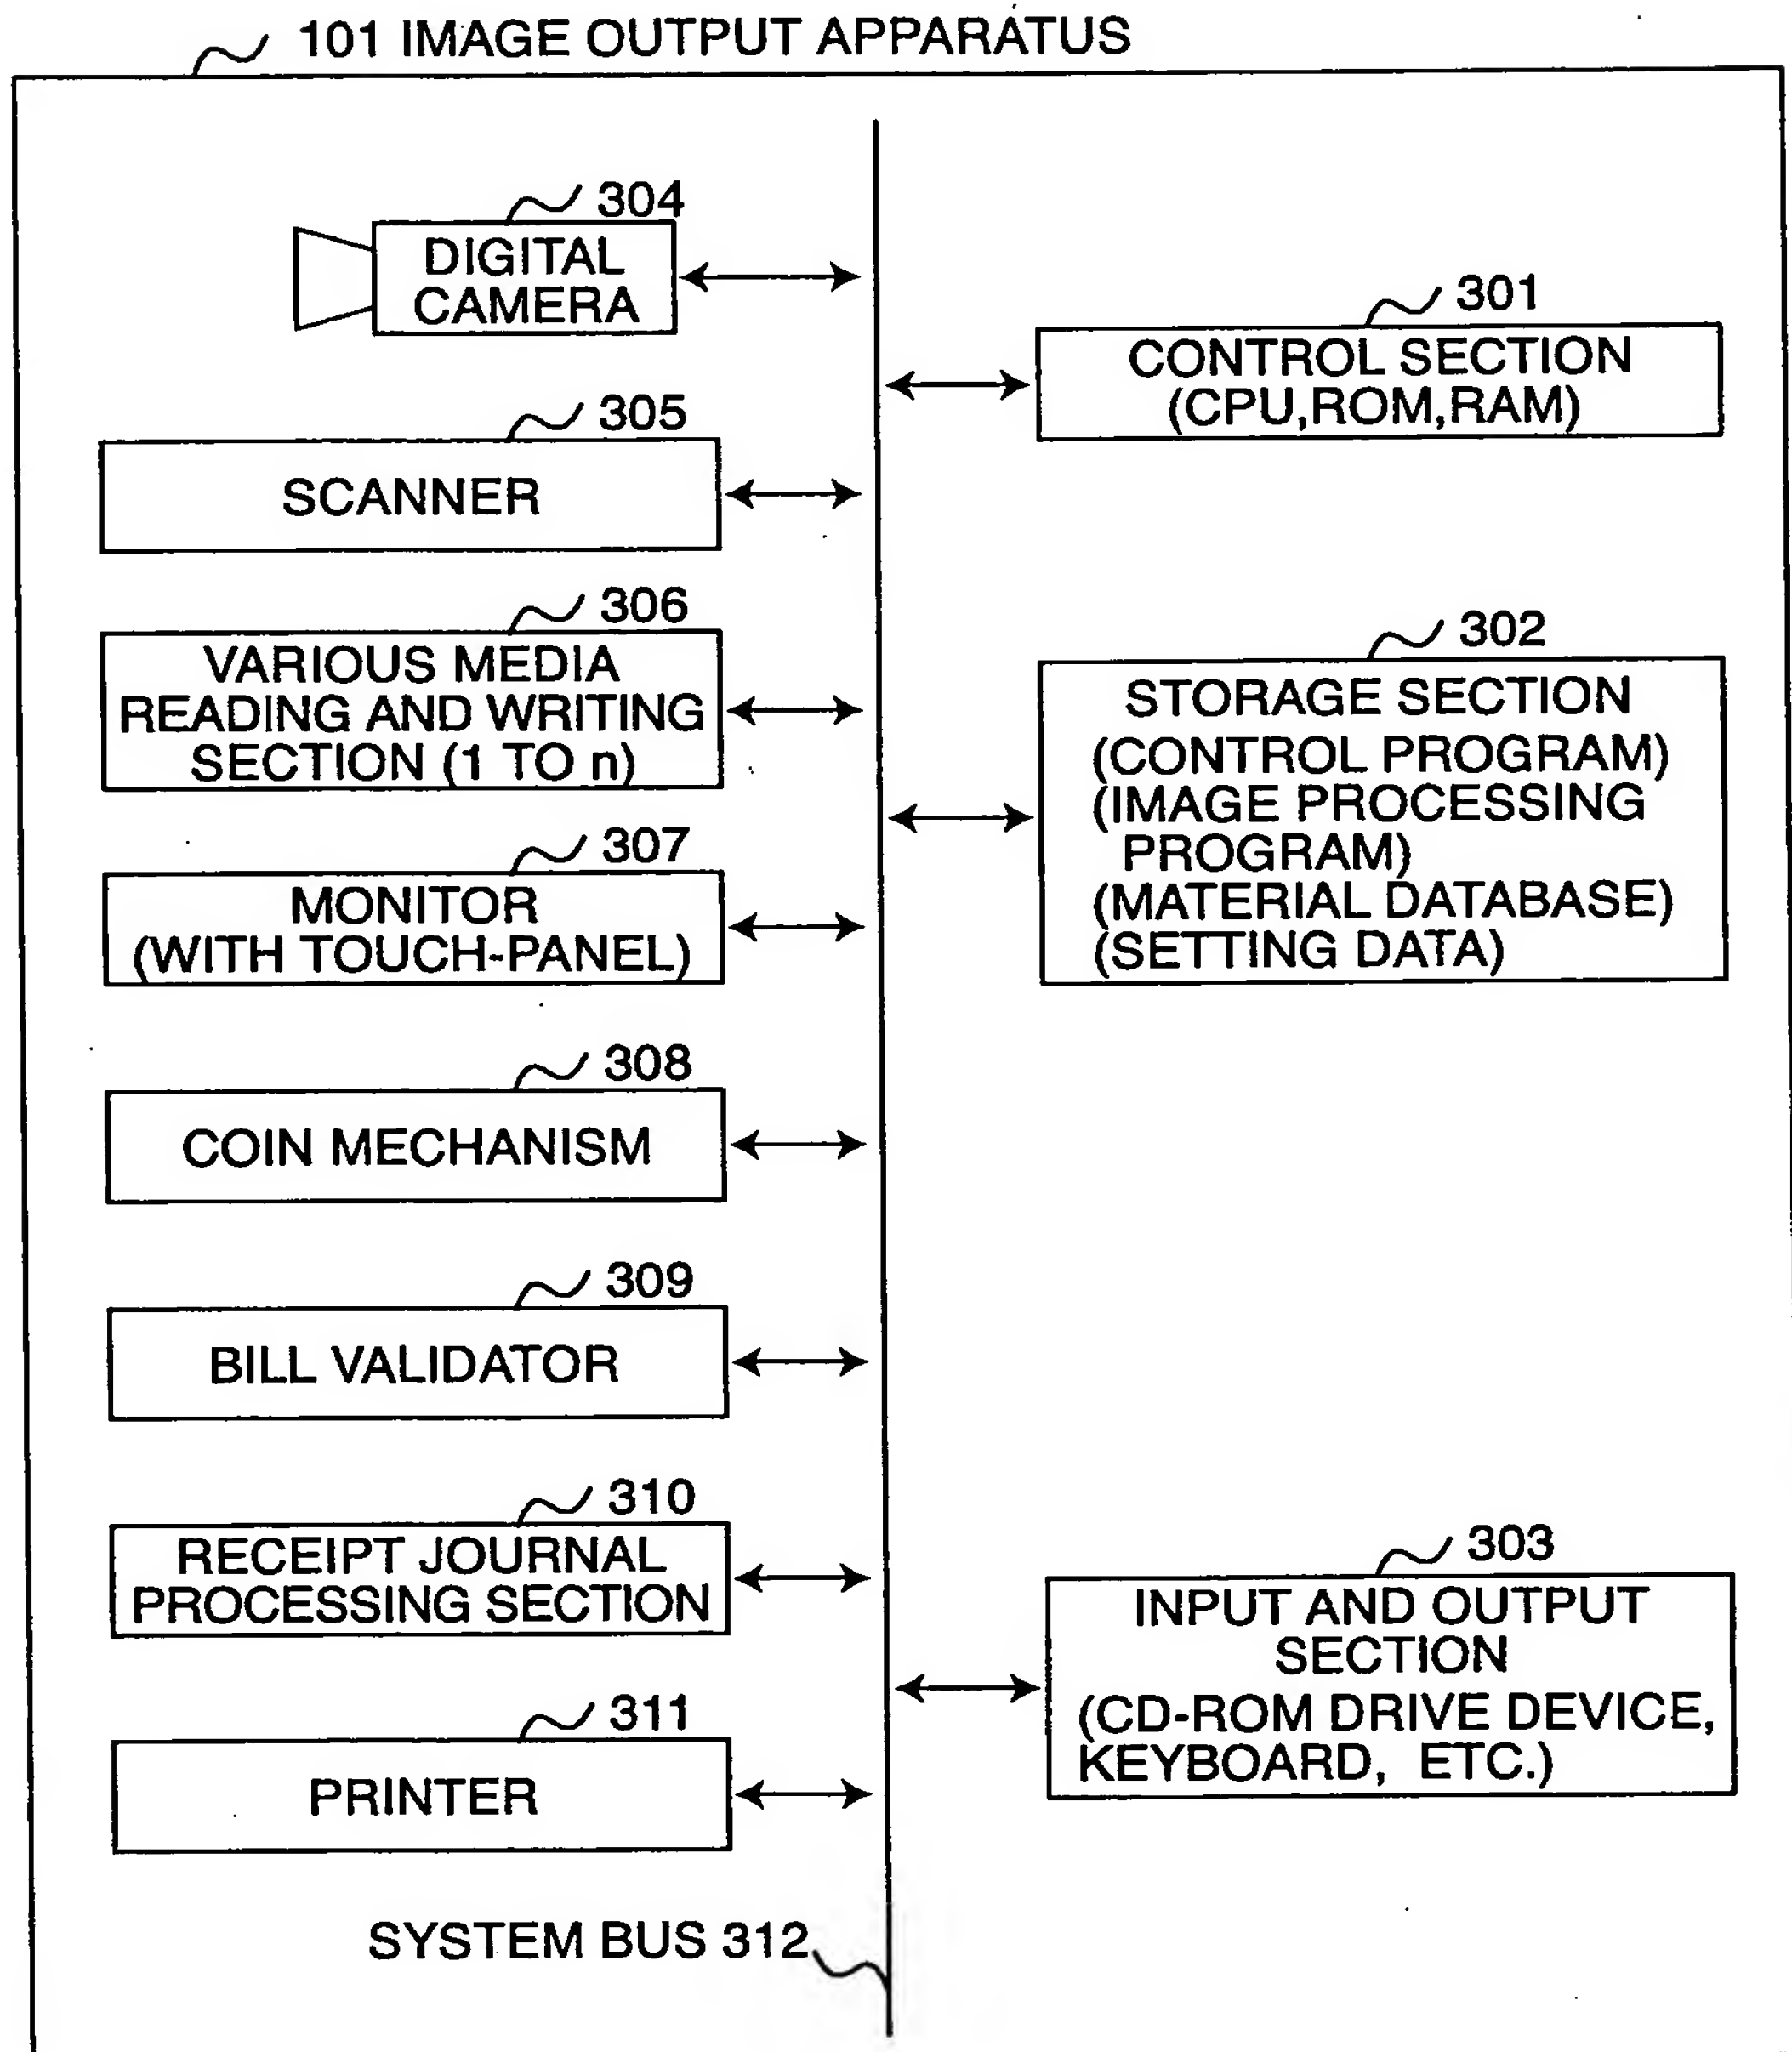 101 IMAGE OUTPUT APPARATUS
304
DIGITAL
CAMERA
301
CONTROL SECTION
(CPU,ROM,RAM)
305
SCANNER
306
VARIOUS MEDIA
READING AND WRITING
SECTION (1 TO n)
302
STORAGE SECTION
(CONTROL PROGRAM)
(IMAGE PROCESSING
PROGRAM)
(MATERIAL DATABASE)
(SETTING DATA)
307
MONITOR
(WITH TOUCH-PANEL)
308
COIN MECHANISM
309
BILL VALIDATOR
310
RECEIPT JOURNAL
PROCESSING SECTION
303
INPUT AND OUTPUT
SECTION
(CD-ROM DRIVE DEVICE,
KEYBOARD, ETC.)
311
PRINTER
SYSTEM BUS 312